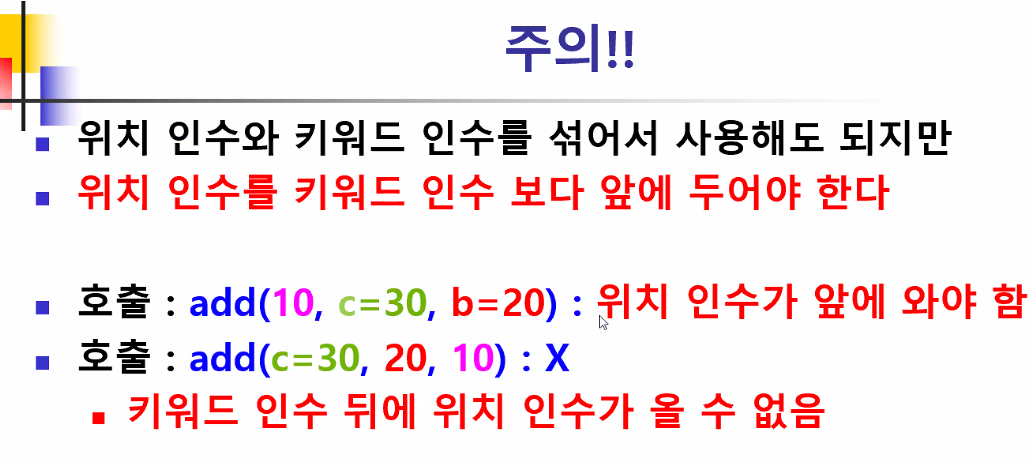 주의!!
위치 인수와 키워드 인수를 섞어서 사용해도 되지만
위치 인수를 키워드 인수 보다 앞에 두어야 한다
호출 : add(10, c=30, b=20) : 위치 인수가 앞에 와야 함
호출 : add(c=30, 20, 10) : X
키워드 인수 뒤에 위치 인수가 올 수 없음